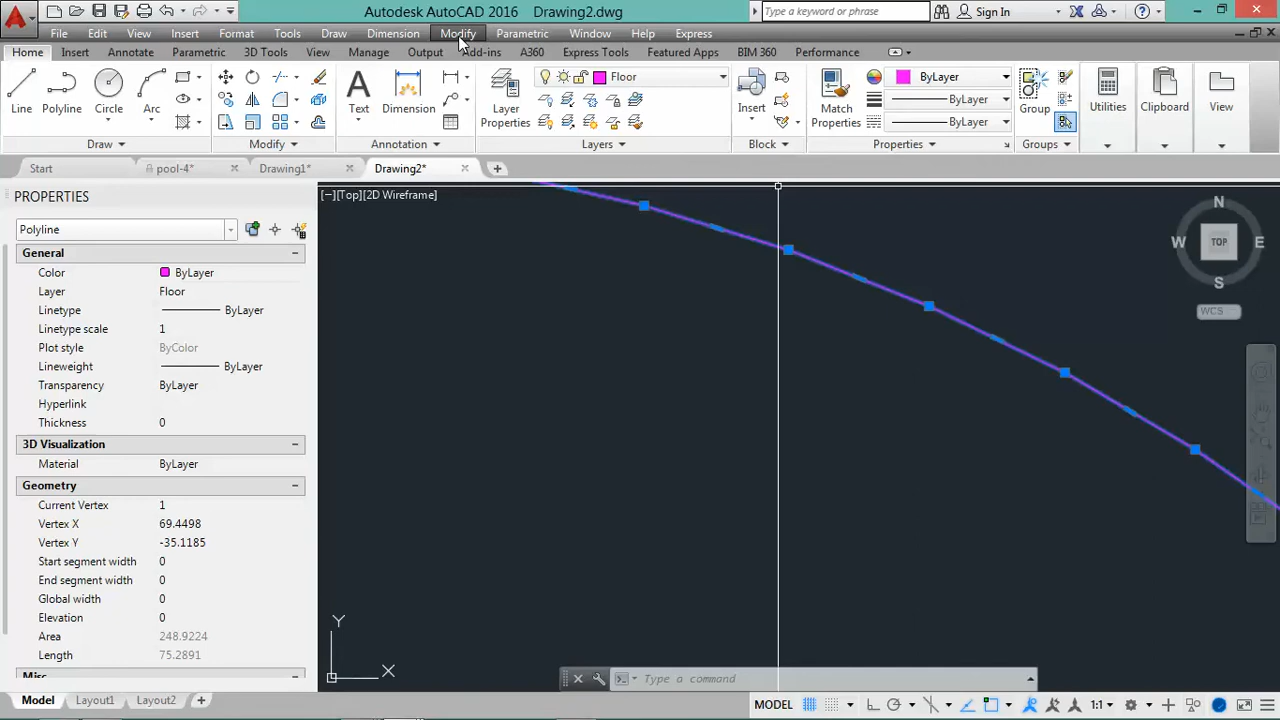 Autodesk AutoCAD 2016 Drawing2.dwg
Type a keyword or phrase
Sign In
File Edit View Insert Format Tools Draw Dimension Modify Parametric Window Help Express
Home Insert Annotate Parametric 3D Tools View Manage Output Add-ins A360 Express Tools Featured Apps BIM 360 Performance
Line Polyline Circle Arc
Text Dimension
Layer Properties
Floor
Insert
Match Properties
ByLayer
ByLayer
ByLayer
Group
Utilities
Clipboard
View
Draw Modify Annotation Layers Block Properties Groups
Start pool-4* Drawing1* Drawing2*
PROPERTIES
[−][Top][2D Wireframe]
Polyline
General
Color ByLayer
Layer Floor
Linetype ByLayer
Linetype scale 1
Plot style ByColor
Lineweight ByLayer
Transparency ByLayer
Hyperlink
Thickness 0
3D Visualization
Material ByLayer
Geometry
Current Vertex 1
Vertex X 69.4498
Vertex Y -35.1185
Start segment width 0
End segment width 0
Global width 0
Elevation 0
Area 248.9224
Length 75.2891
Misc
N
W TOP E
S
WCS
Y
X
Type a command
Model Layout1 Layout2
MODEL
1:1